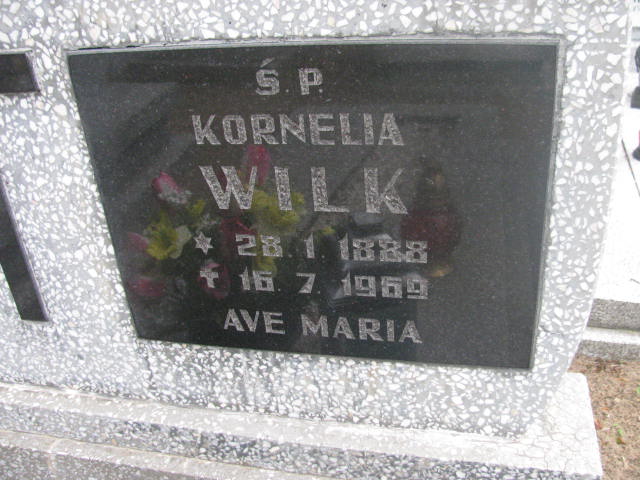 Ś.P.
KORNELIA
WILK
* 28.1.1888
✝ 16.7.1969
AVE MARIA